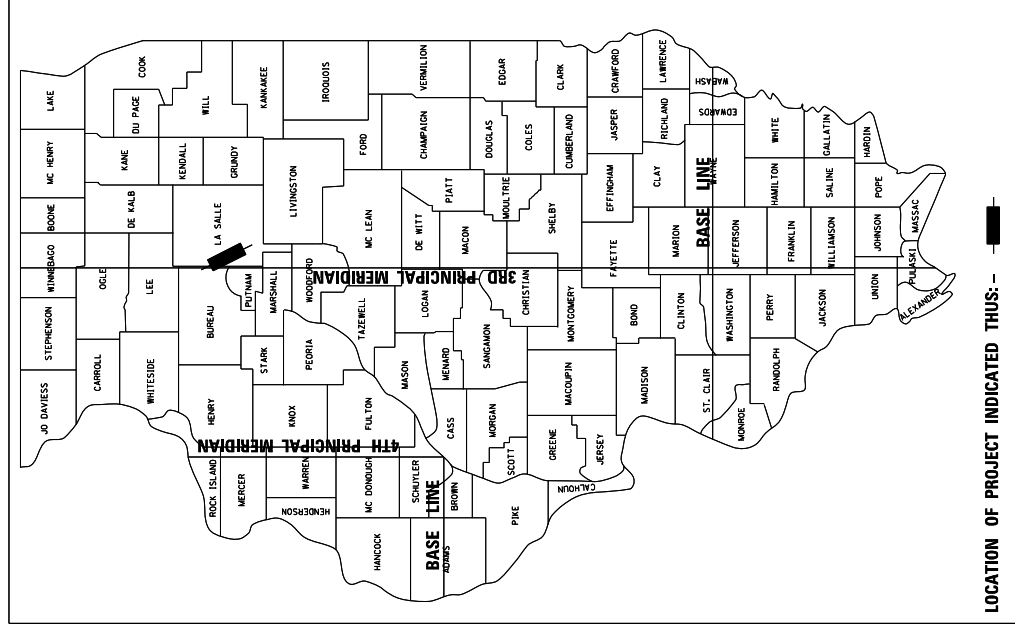 JO DAVIESS
STEPHENSON
WINNEBAGO
BOONE
MC HENRY
LAKE
CARROLL
OGLE
DE KALB
KANE
DU PAGE
COOK
WHITESIDE
LEE
KENDALL
WILL
ROCK ISLAND
HENRY
BUREAU
LA SALLE
GRUNDY
MERCER
STARK
PUTNAM
MARSHALL
KANKAKEE
HENDERSON
WARREN
KNOX
PEORIA
WOODFORD
LIVINGSTON
IROQUOIS
4TH PRINCIPAL MERIDIAN
3RD PRINCIPAL MERIDIAN
HANCOCK
MC DONOUGH
FULTON
TAZEWELL
MC LEAN
FORD
VERMILION
SCHUYLER
MASON
LOGAN
DE WITT
PIATT
CHAMPAIGN
BASE LINE
ADAMS
BROWN
CASS
MENARD
SANGAMON
MACON
MOULTRIE
DOUGLAS
EDGAR
PIKE
SCOTT
MORGAN
CHRISTIAN
SHELBY
COLES
CLARK
CALHOUN
GREENE
JERSEY
MACOUPIN
MONTGOMERY
FAYETTE
EFFINGHAM
CUMBERLAND
JASPER
CRAWFORD
MADISON
BOND
MARION
CLAY
RICHLAND
LAWRENCE
BASE LINE
MONROE
ST. CLAIR
CLINTON
WASHINGTON
JEFFERSON
WAYNE
EDWARDS
WABASH
RANDOLPH
PERRY
FRANKLIN
HAMILTON
WHITE
JACKSON
WILLIAMSON
SALINE
GALLATIN
UNION
JOHNSON
POPE
HARDIN
ALEXANDER
PULASKI
MASSAC
LOCATION OF PROJECT INDICATED THUS: -